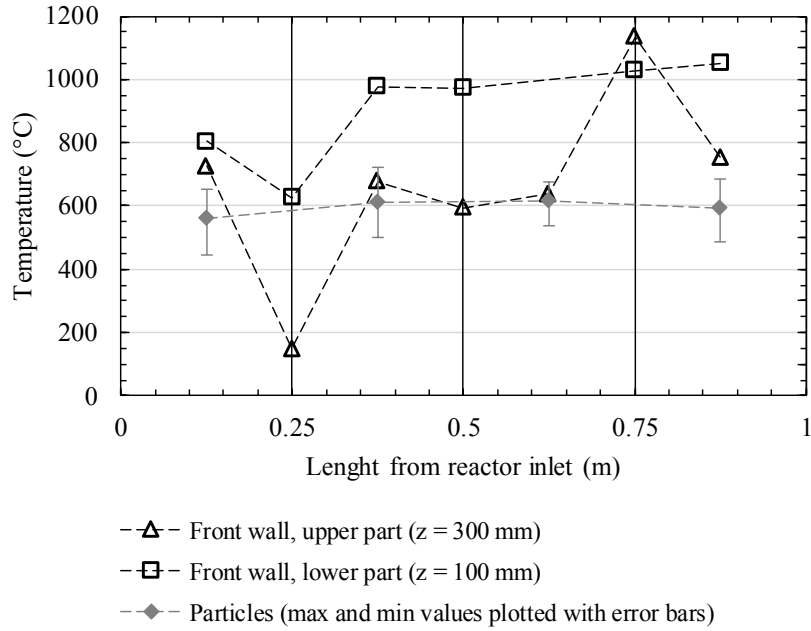 1200
1000
800
600
400
200
0
Temperature (°C)
0
0.25
0.5
0.75
1
Lenght from reactor inlet (m)
Front wall, upper part (z = 300 mm)
Front wall, lower part (z = 100 mm)
Particles (max and min values plotted with error bars)